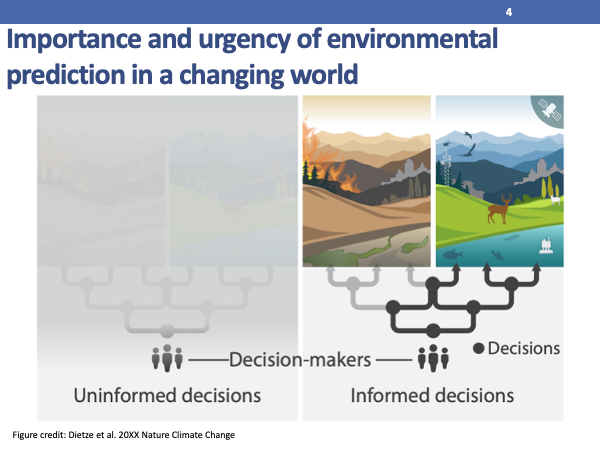 4
Importance and urgency of environmental
prediction in a changing world
Decision-makers
Decisions
Uninformed decisions
Informed decisions
Figure credit: Dietze et al. 20XX Nature Climate Change